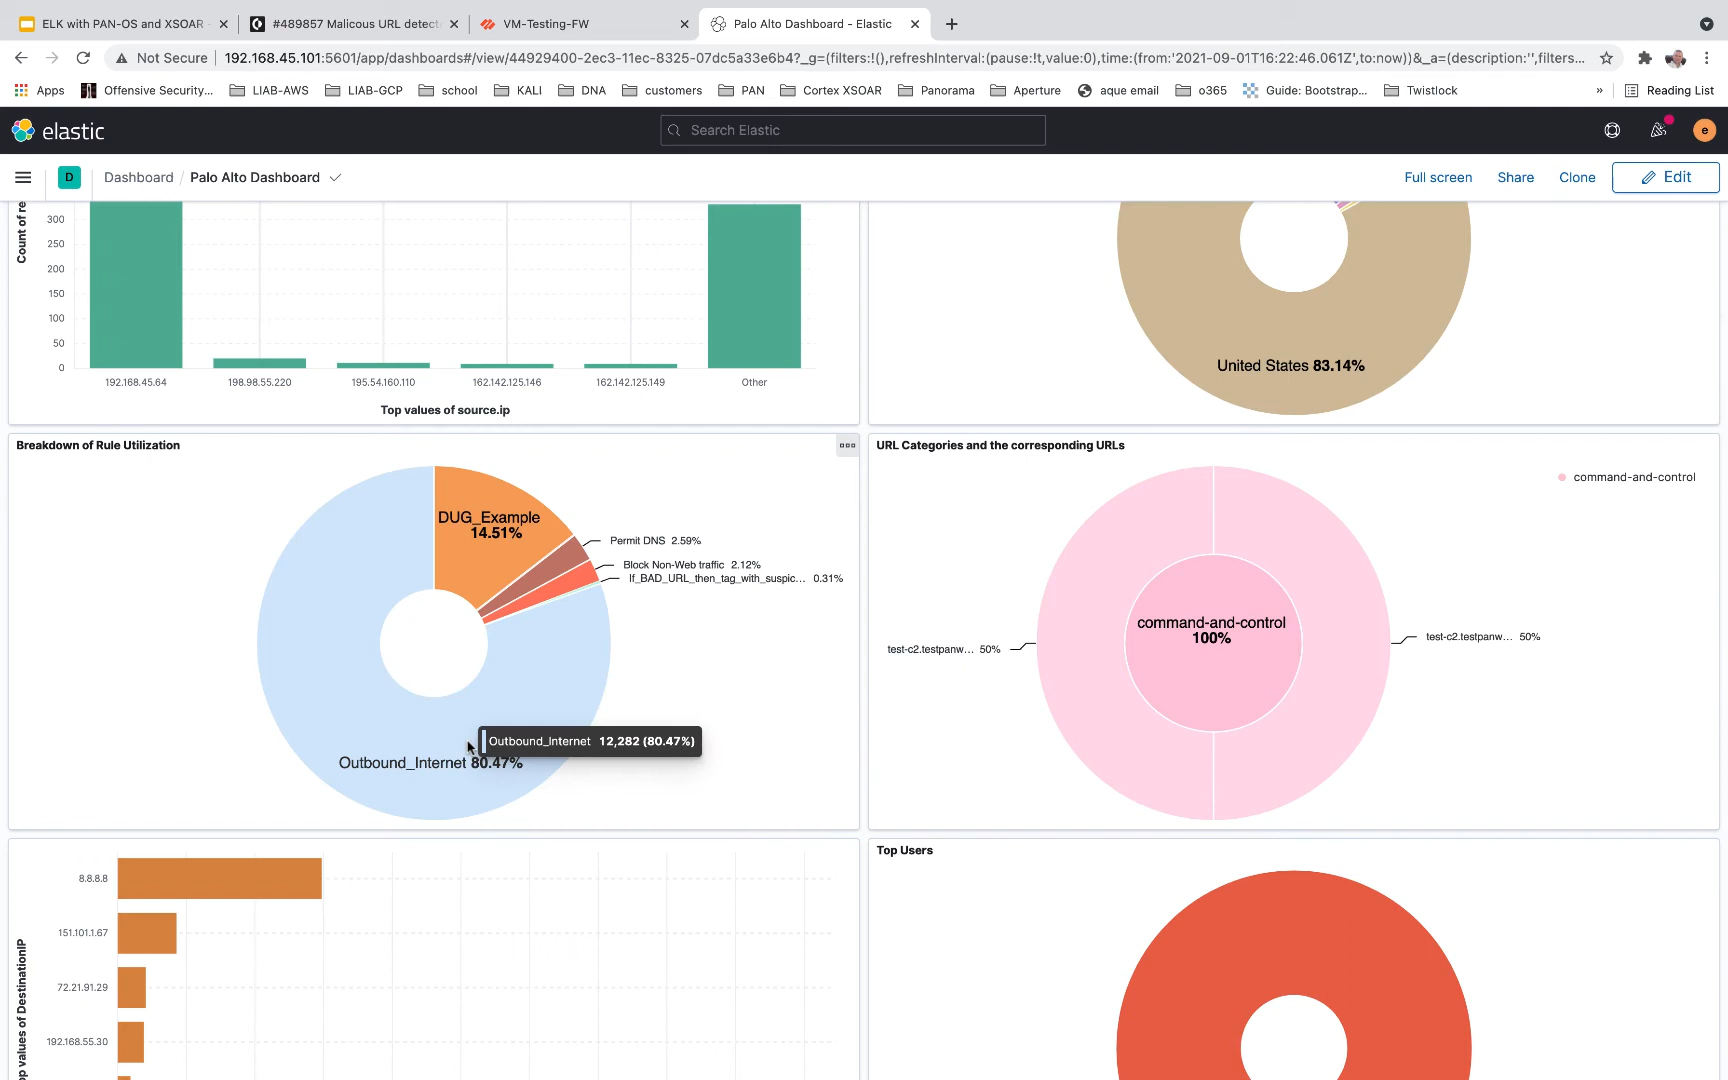 ELK with PAN-OS and XSOAR
#489857 Malicous URL detect
VM-Testing-FW
Palo Alto Dashboard - Elastic
Not Secure
192.168.45.101:5601/app/dashboards#/view/44929400-2ec3-11ec-8325-07dc5a33e6b4?_g=(filters:!(),refreshInterval:(pause:!t,value:0),time:(from:'2021-09-01T16:22:46.061Z',to:now))&_a=(description:'',filters...
Apps
Offensive Security...
LIAB-AWS
LIAB-GCP
school
KALI
DNA
customers
PAN
Cortex XSOAR
Panorama
Aperture
aque email
o365
Guide: Bootstrap...
Twistlock
»
Reading List
elastic
Search Elastic
e
D
Dashboard / Palo Alto Dashboard
Full screen
Share
Clone
Edit
Count of re
300
250
200
150
100
50
0
192.168.45.64
198.98.55.220
195.54.160.110
162.142.125.146
162.142.125.149
Other
Top values of source.ip
United States 83.14%
Breakdown of Rule Utilization
DUG_Example
14.51%
Permit DNS 2.59%
Block Non-Web traffic 2.12%
If_BAD_URL_then_tag_with_suspic... 0.31%
Outbound_Internet 12,282 (80.47%)
Outbound_Internet 80.47%
URL Categories and the corresponding URLs
command-and-control
command-and-control
100%
test-c2.testpanw... 50%
test-c2.testpanw... 50%
8.8.8.8
151.101.1.67
72.21.91.29
192.168.55.30
op values of DestinationIP
Top Users